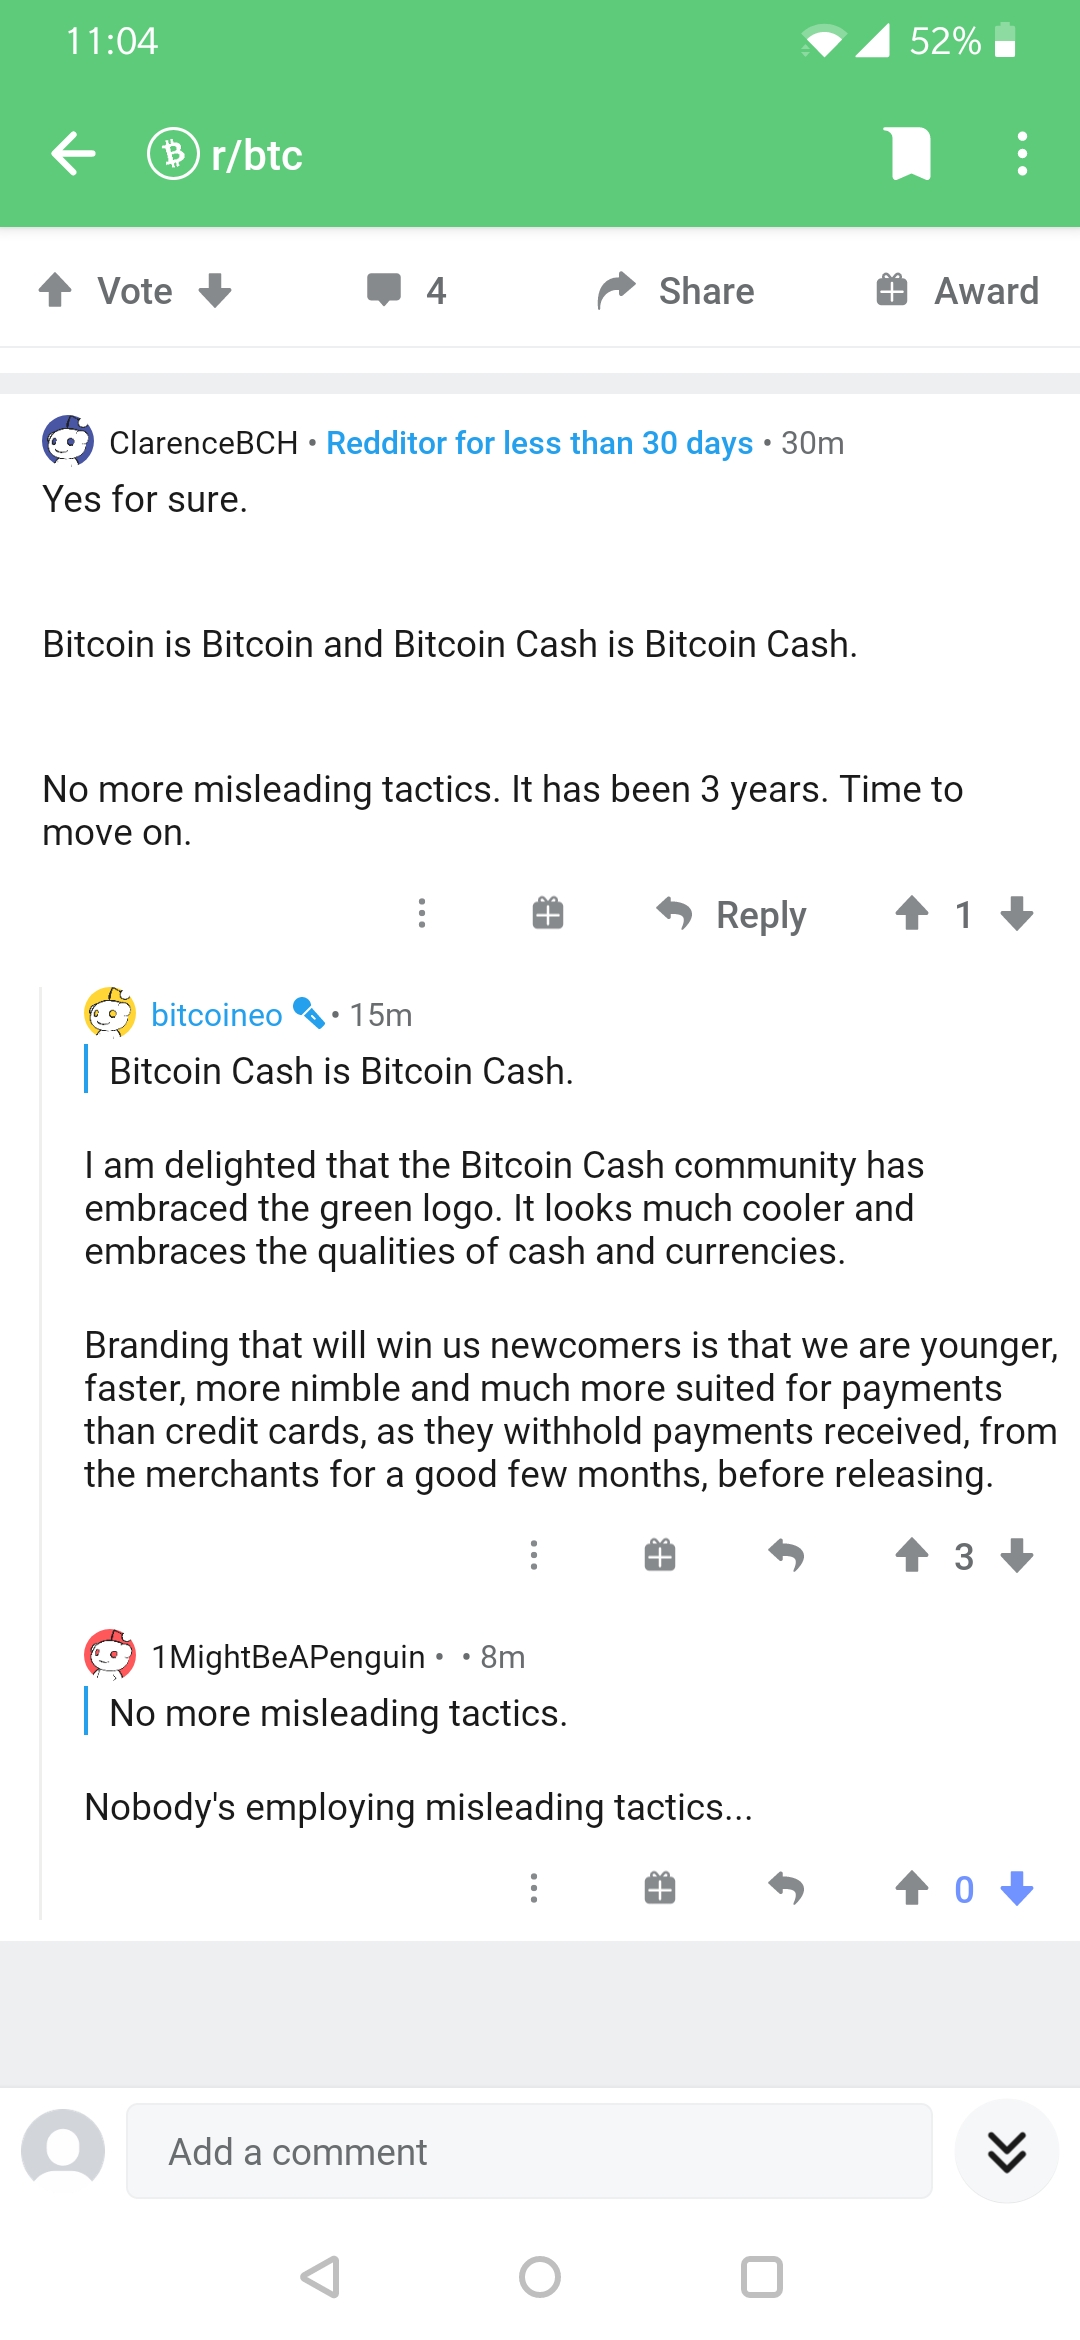 11:04
52%
r/btc
Vote
4
Share
Award
ClarenceBCH • Redditor for less than 30 days • 30m
Yes for sure.
Bitcoin is Bitcoin and Bitcoin Cash is Bitcoin Cash.
No more misleading tactics. It has been 3 years. Time to
move on.
Reply
1
bitcoineo • 15m
Bitcoin Cash is Bitcoin Cash.
I am delighted that the Bitcoin Cash community has
embraced the green logo. It looks much cooler and
embraces the qualities of cash and currencies.
Branding that will win us newcomers is that we are younger,
faster, more nimble and much more suited for payments
than credit cards, as they withhold payments received, from
the merchants for a good few months, before releasing.
3
1MightBeAPenguin • • 8m
No more misleading tactics.
Nobody's employing misleading tactics...
0
Add a comment